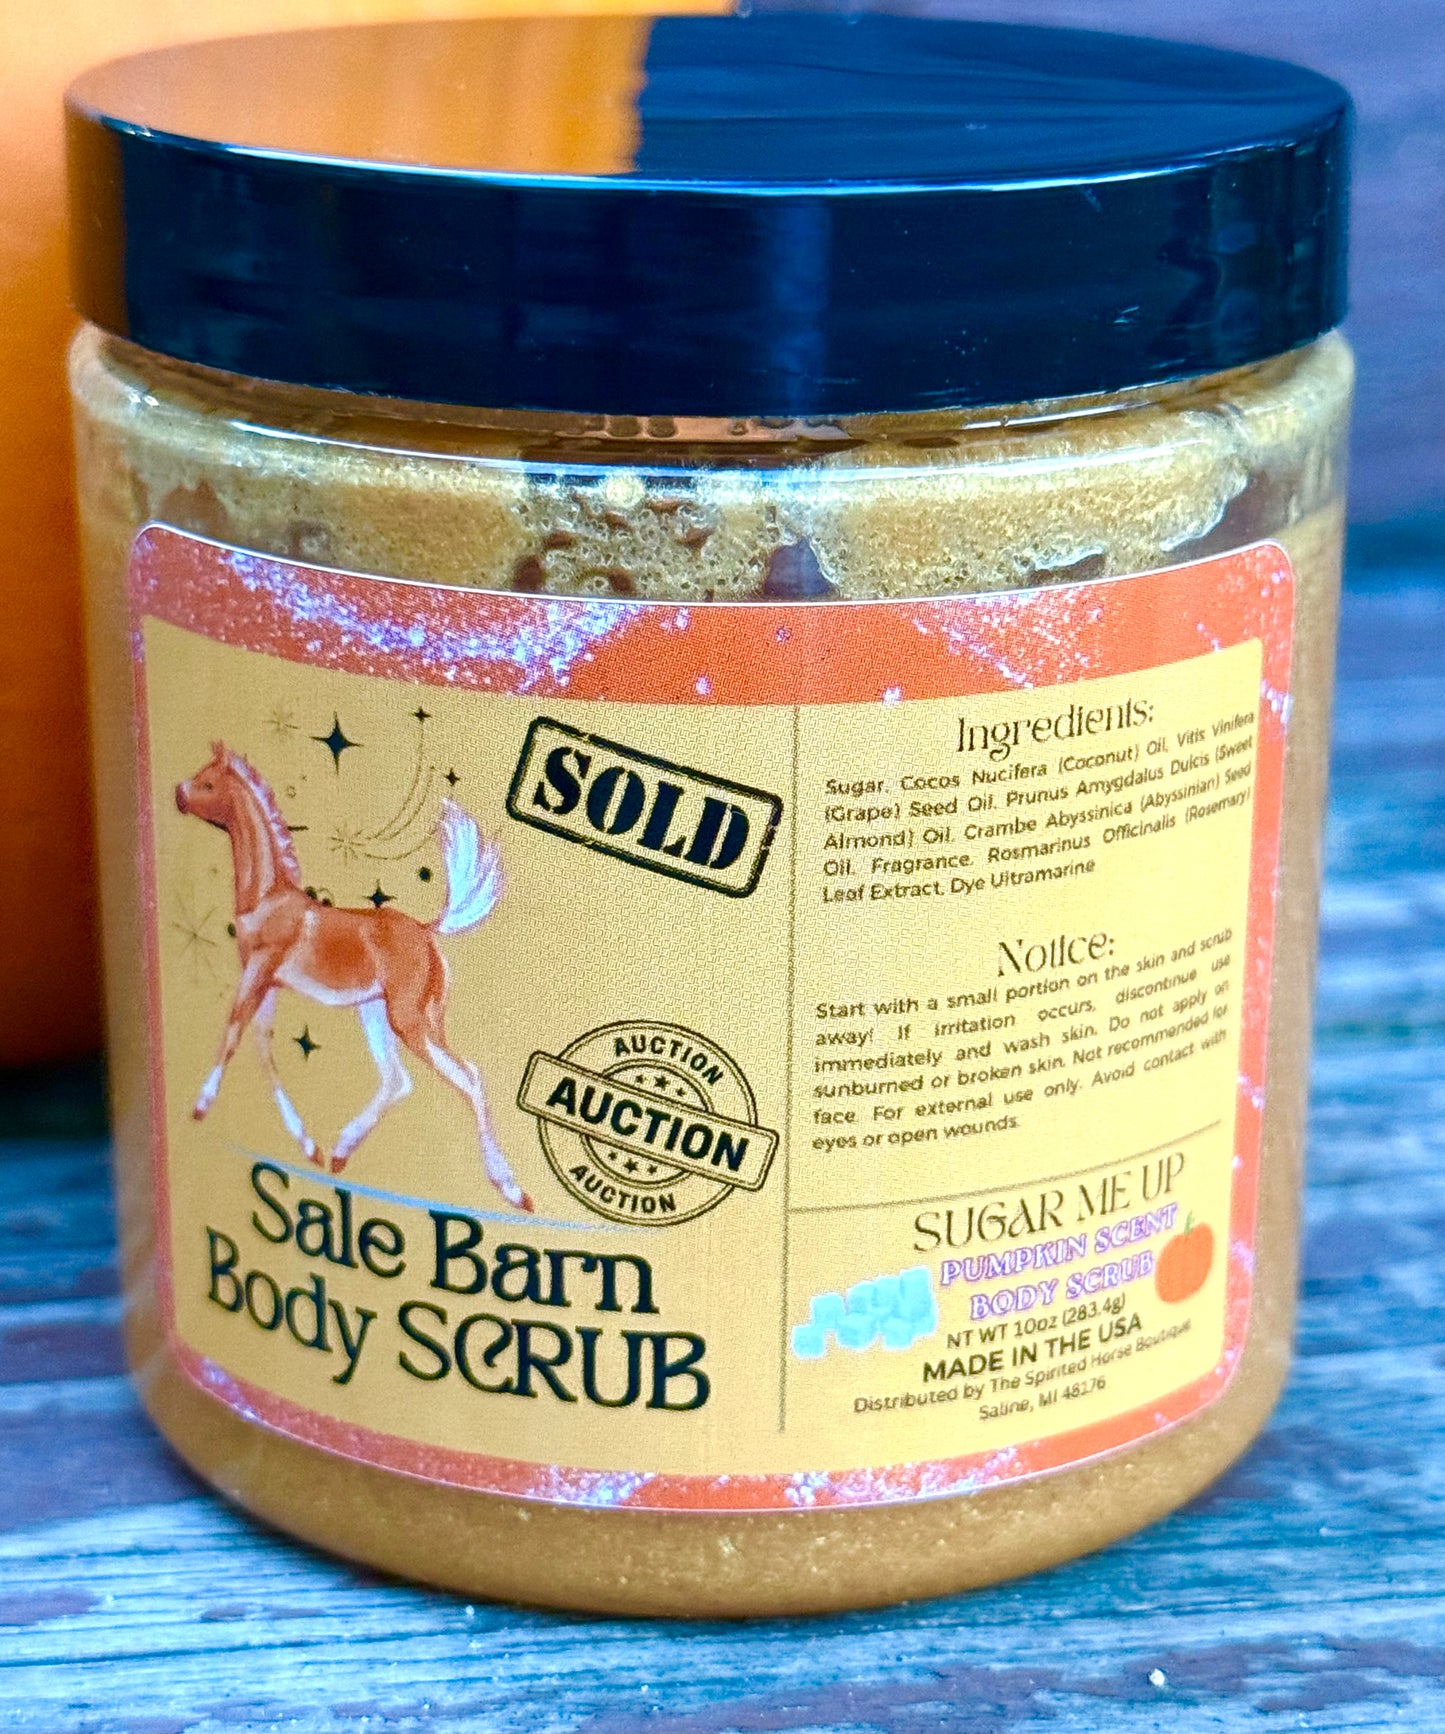 SOLD
AUCTION
AUCTION
AUCTION
Sale Barn
Body SCRUB
Ingredients:
Sugar, Cocos Nucifera (Coconut) Oil, Vitis Vinifera
(Grape) Seed Oil, Prunus Amygdalus Dulcis (Sweet
Almond) Oil, Crambe Abyssinica (Abyssinian) Seed
Oil, Fragrance, Rosmarinus Officinalis (Rosemary)
Leaf Extract, Dye Ultramarine
Notice:
Start with a small portion on the skin and scrub
away! If irritation occurs, discontinue use
immediately and wash skin. Do not apply on
sunburned or broken skin. Not recommended for
face. For external use only. Avoid contact with
eyes or open wounds.
SUGAR ME UP
PUMPKIN SCENT
BODY SCRUB
NT WT 10oz (283.4g)
MADE IN THE USA
Distributed by The Spirited Horse Boutique
Saline, MI 48176